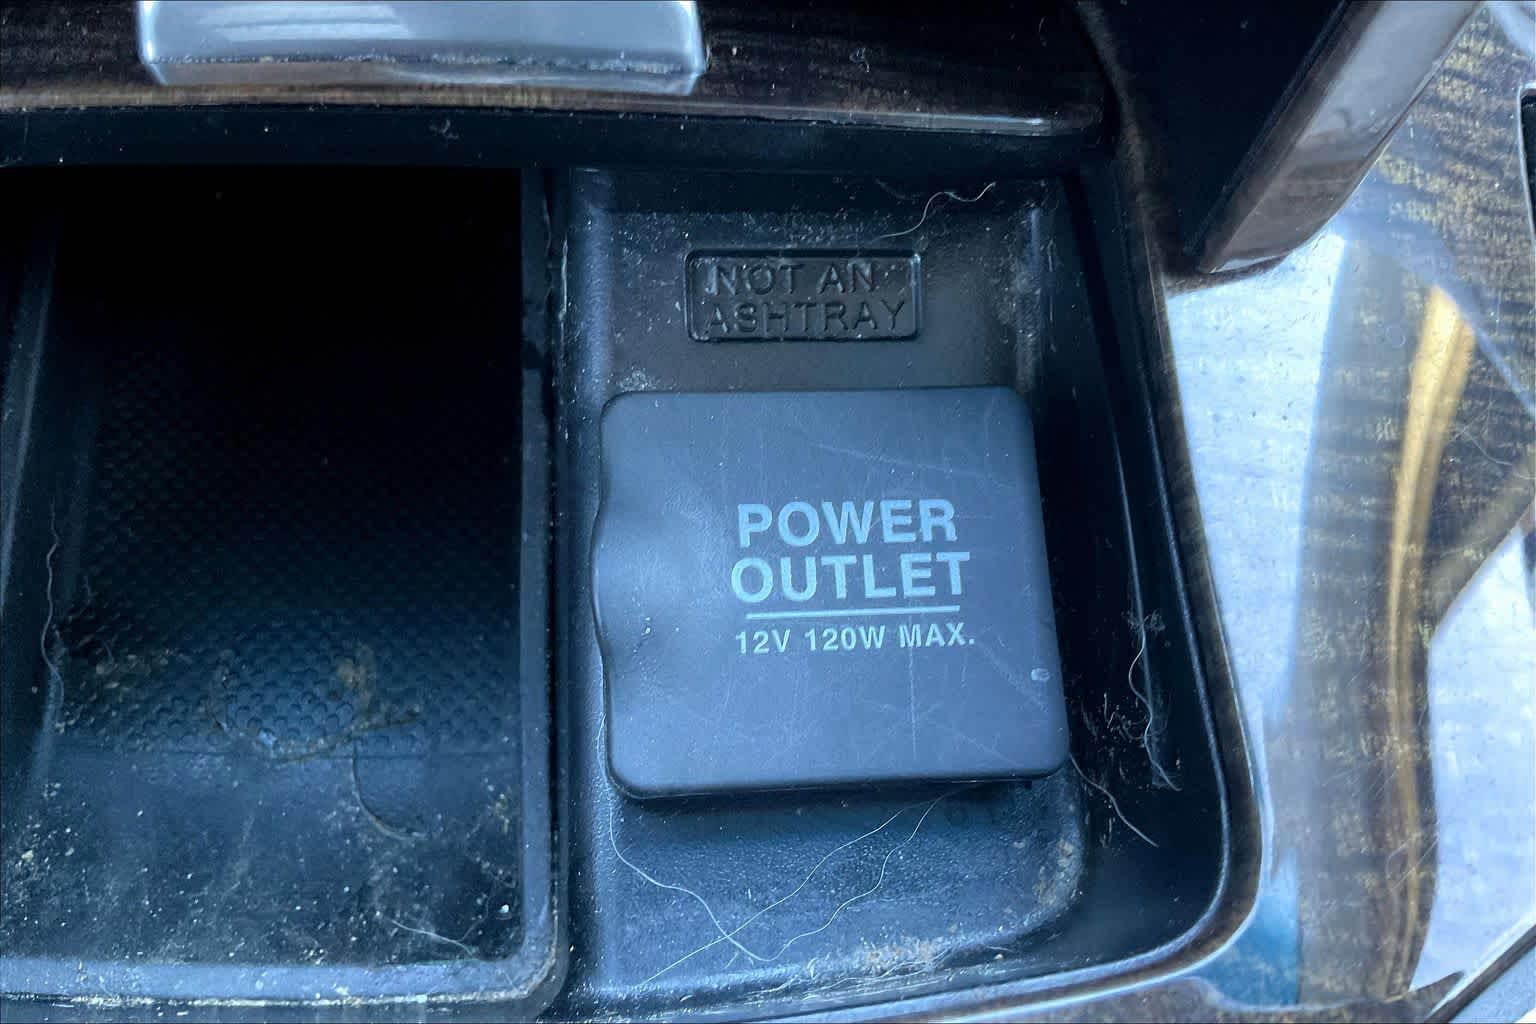 NOT AN
ASHTRAY
POWER
OUTLET
12V 120W MAX.